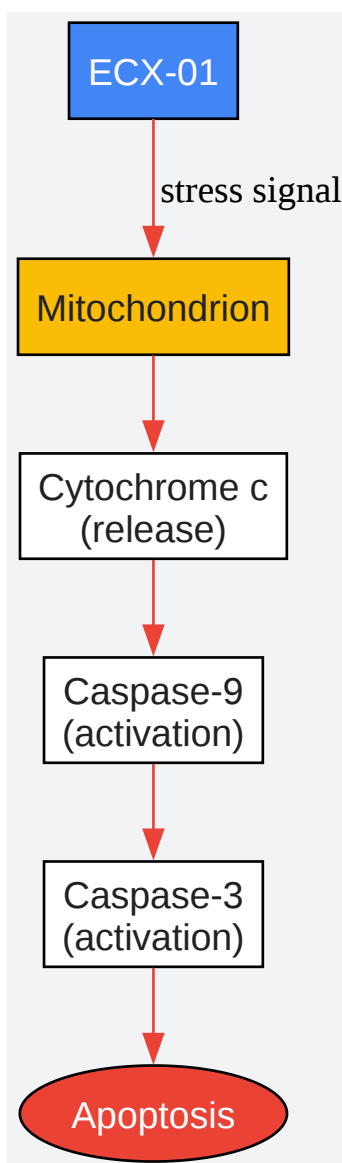 ECX-01
stress signal
Mitochondrion
Cytochrome c
(release)
Caspase-9
(activation)
Caspase-3
(activation)
Apoptosis